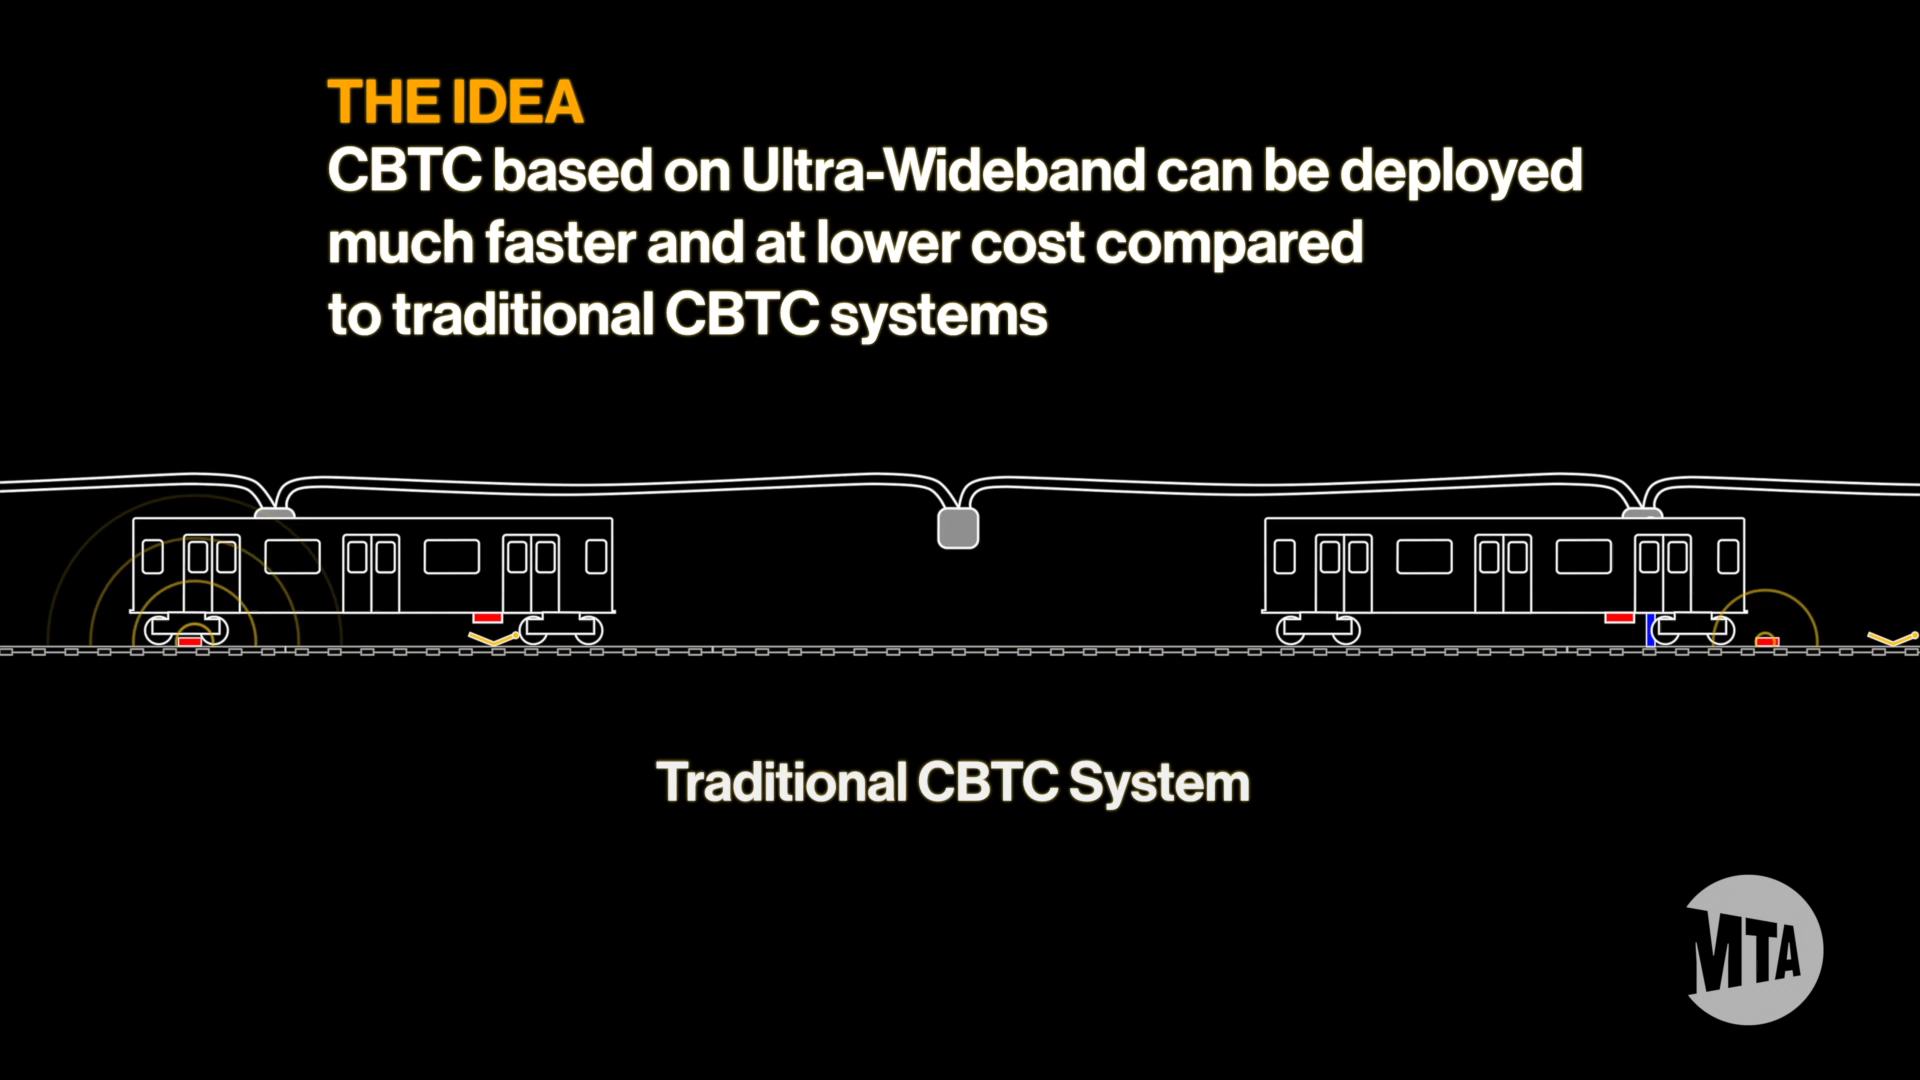 THE IDEA
CBTC based on Ultra-Wideband can be deployed
much faster and at lower cost compared
to traditional CBTC systems
Traditional CBTC System
MTA